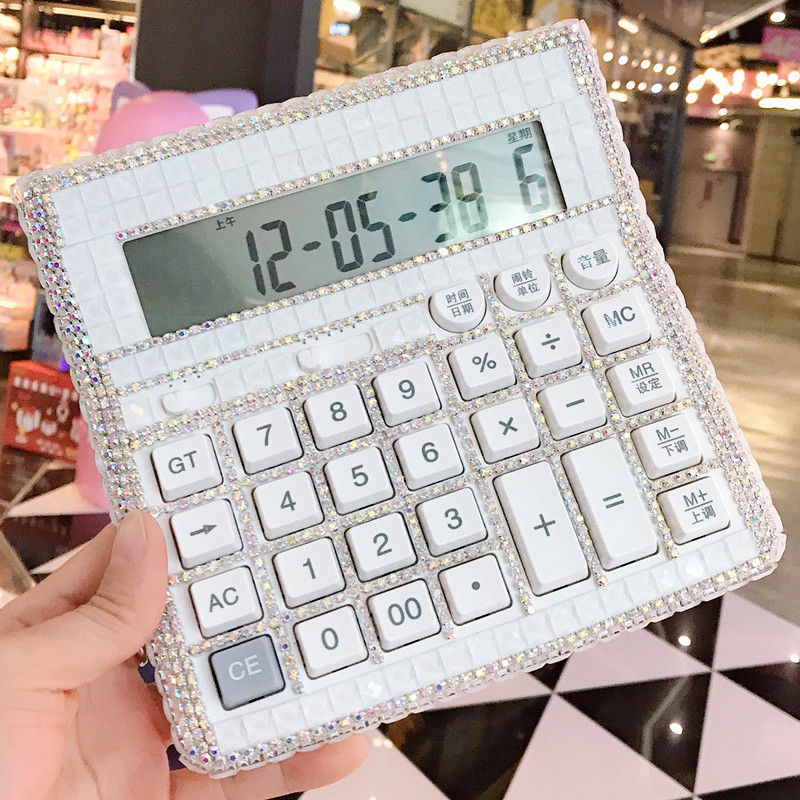 上午 星期
12-05-38 6
时间 日期
闹铃 单位
音量
% ÷ MC
7 8 9
× − MR 设定
GT
4 5 6
+ = M− 下调
→
1 2 3
M+ 上调
AC
0 00 •
CE